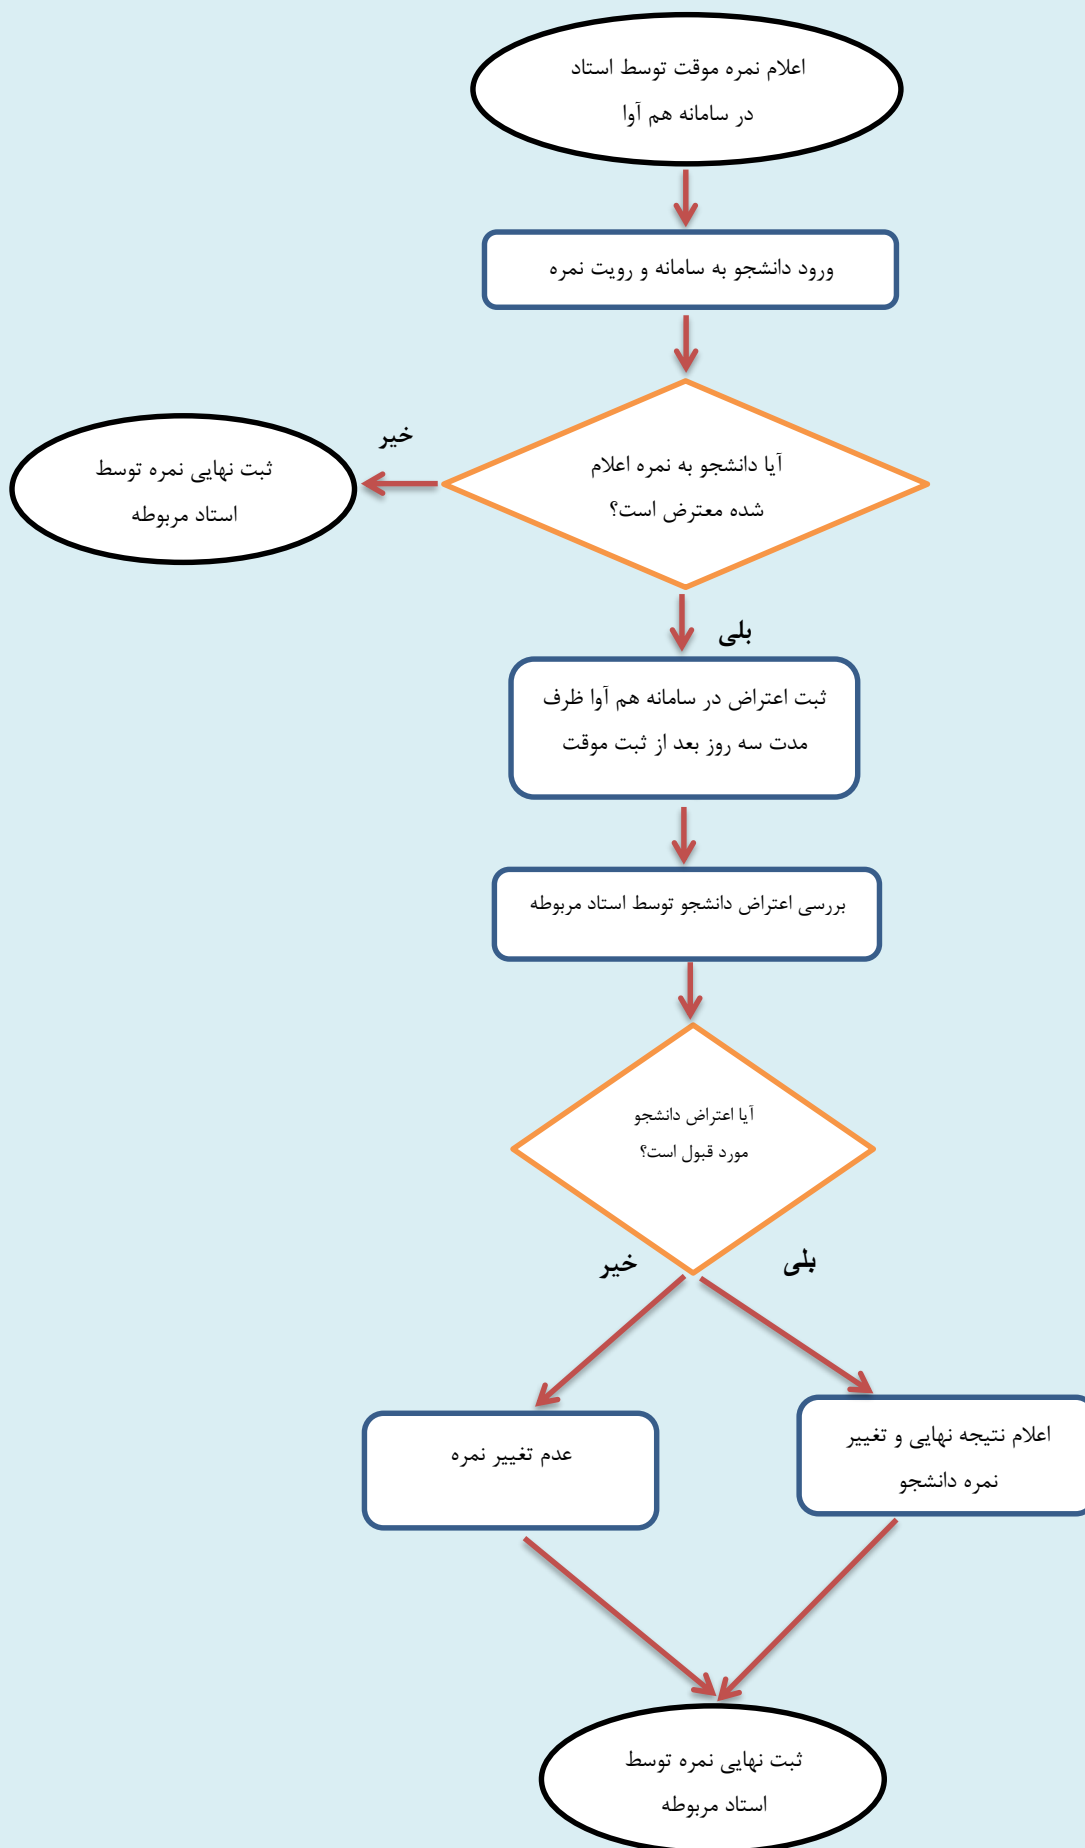 اعلام نمره موقت توسط استاد
در سامانه هم آوا
ورود دانشجو به سامانه و رویت نمره
خیر
آیا دانشجو به نمره اعلام
شده معترض است؟
ثبت نهایی نمره توسط
استاد مربوطه
بلی
ثبت اعتراض در سامانه هم آوا ظرف
مدت سه روز بعد از ثبت موقت
بررسی اعتراض دانشجو توسط استاد مربوطه
آیا اعتراض دانشجو
مورد قبول است؟
بلی
خیر
اعلام نتیجه نهایی و تغییر
نمره دانشجو
عدم تغییر نمره
ثبت نهایی نمره توسط
استاد مربوطه